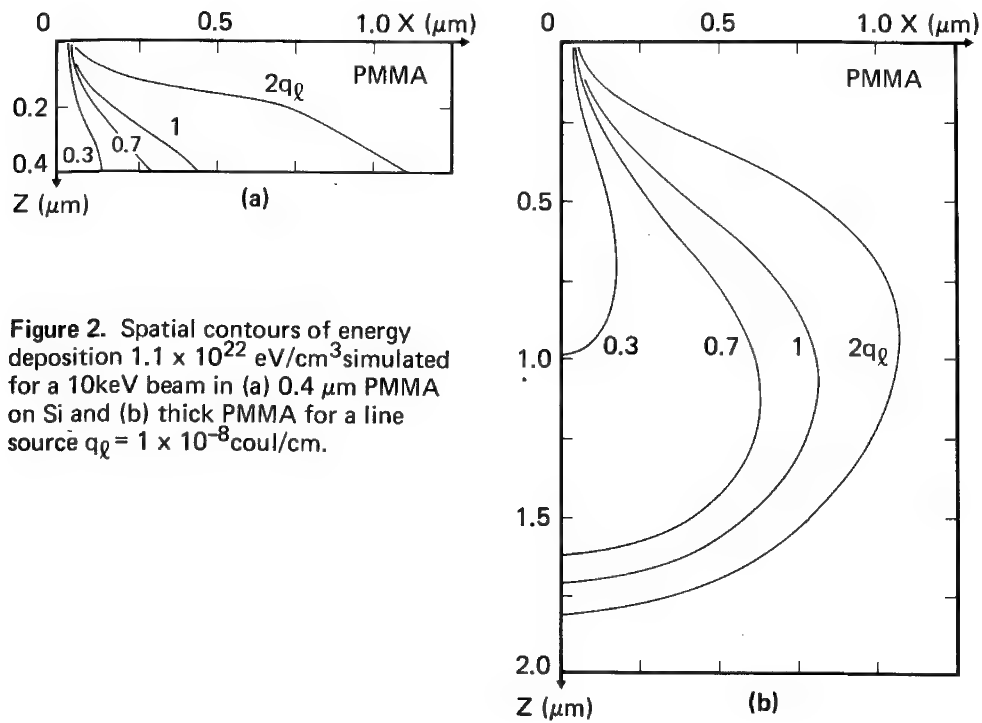 0 0.5 1.0 X (μm)
PMMA
2qℓ
0.2
1
0.7
0.3
0.4
Z (μm)
(a)
Figure 2. Spatial contours of energy
deposition 1.1 x 10²² eV/cm³simulated
for a 10keV beam in (a) 0.4 μm PMMA
on Si and (b) thick PMMA for a line
source qℓ = 1 x 10⁻⁸coul/cm.
0 0.5 1.0 X (μm)
PMMA
0.5
0.3 0.7 1 2qℓ
1.0
1.5
2.0
Z (μm)
(b)